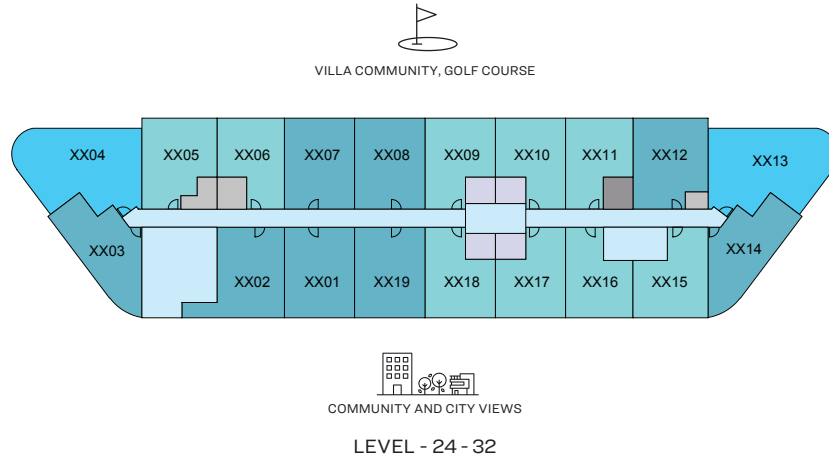 VILLA COMMUNITY, GOLF COURSE
XX04
XX05
XX06
XX07
XX08
XX09
XX10
XX11
XX12
XX13
XX03
XX02
XX01
XX19
XX18
XX17
XX16
XX15
XX14
COMMUNITY AND CITY VIEWS
LEVEL - 24 - 32